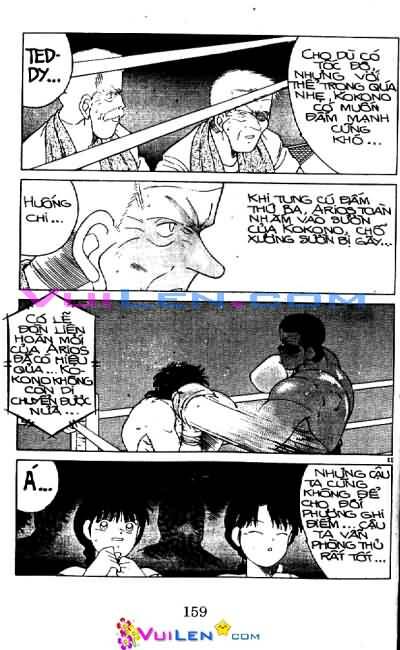 TED-
DY...
CHO DÙ CÓ
TỐC ĐỘ,
NHƯNG VỚI
THỂ TRỌNG QUÁ
NHẸ, KOKONO
CÓ MUỐN
ĐẤM MẠNH
CŨNG
KHÓ...
HUỐNG
CHI...
KHI TUNG CÚ ĐẤM
THỨ BA, ARIOS TOÀN
NHẮM VÀO SƯỜN
CỦA KOKONO, CHỖ
XƯƠNG SƯỜN BỊ GÃY...
VUILEN.COM
CÓ LẼ
ĐÒN LIÊN
HOÀN MỚI
CỦA ARIOS
ĐÃ CÓ HIỆU
QUẢ... KO-
KONO KHÔNG
CÒN DI
CHUYỂN ĐƯỢC
NỮA...
Á...
NHƯNG CẬU
TA CŨNG
KHÔNG ĐỂ
CHO ĐỐI
PHƯƠNG GHI
ĐIỂM... CẬU
TA VẪN
PHÒNG THỦ
RẤT TỐT...
159
VUILEN.COM